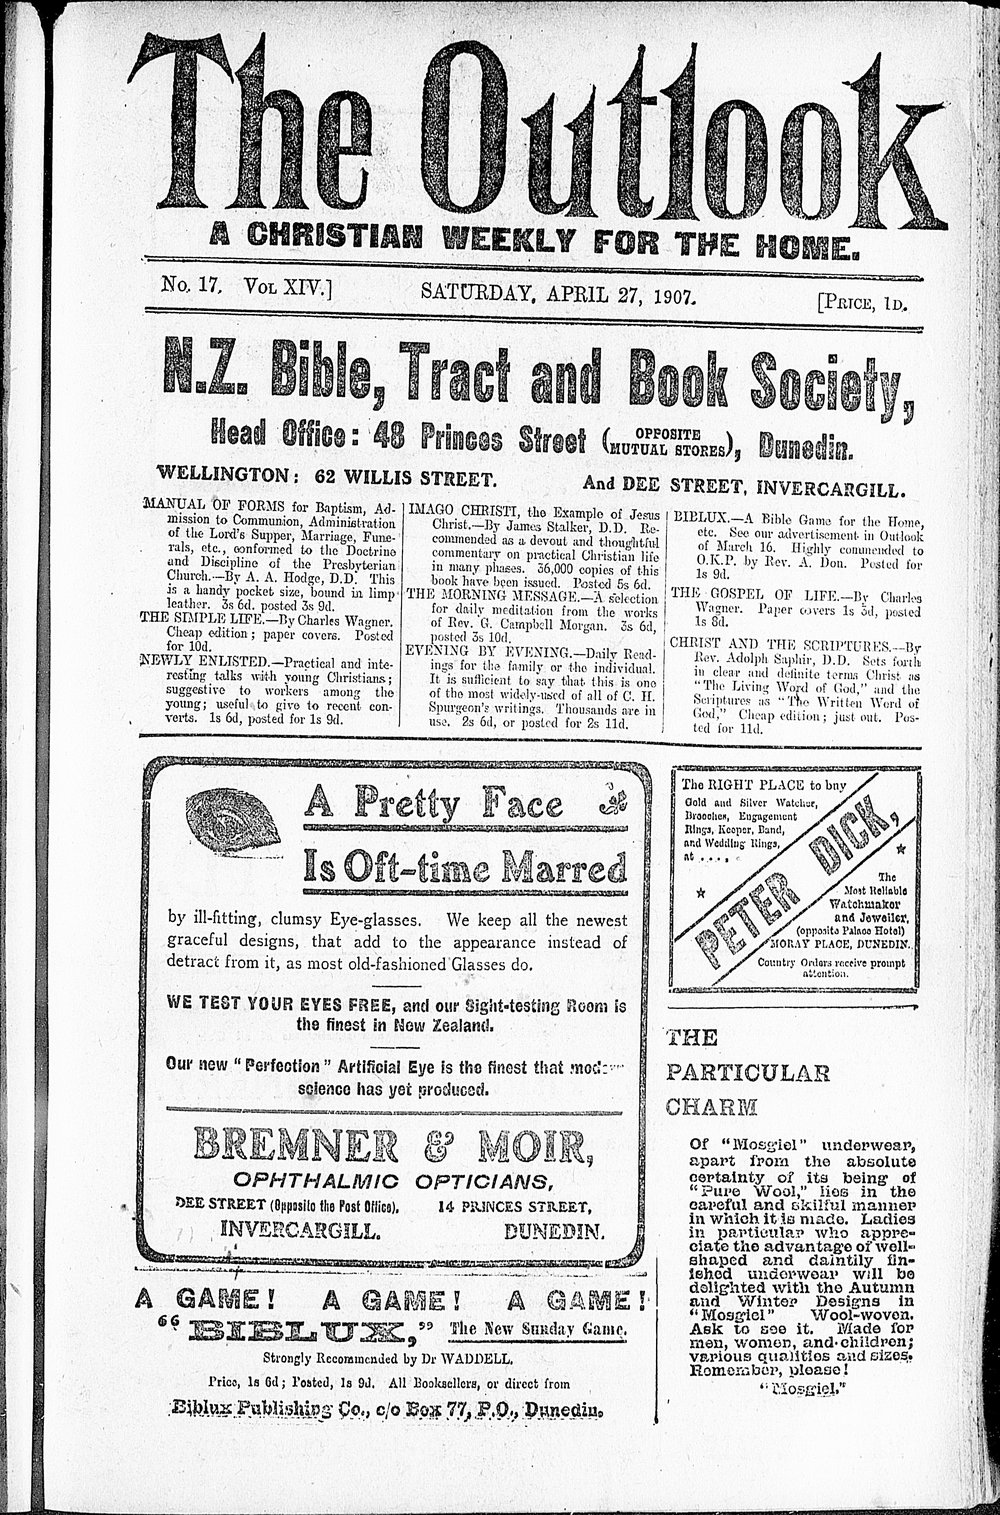 The Outlook
A CHRISTIAN WEEKLY FOR THE HOME.
No. 17. Vol XIV.] SATURDAY, APRIL 27, 1907. [Price, 1d.
N.Z. Bible, Tract and Book Society,
Head Office: 48 Princes Street (OPPOSITE MUTUAL STORES), Dunedin.
WELLINGTON: 62 WILLIS STREET. And DEE STREET, INVERCARGILL.
MANUAL OF FORMS for Baptism, Ad-
mission to Communion, Administration
of the Lord's Supper, Marriage, Fune-
rals, etc., conformed to the Doctrine
and Discipline of the Presbyterian
Church.—By A. A. Hodge, D.D. This
is a handy pocket size, bound in limp
leather. 3s 6d. posted 3s 9d.
THE SIMPLE LIFE.—By Charles Wagner.
Cheap edition; paper covers. Posted
for 10d.
NEWLY ENLISTED.—Practical and inte-
resting talks with young Christians;
suggestive to workers among the
young; useful to give to recent con-
verts. 1s 6d, posted for 1s 9d.
IMAGO CHRISTI, the Example of Jesus
Christ.—By James Stalker, D.D. Re-
commended as a devout and thoughtful
commentary on practical Christian life
in many phases. 36,000 copies of this
book have been issued. Posted 5s 6d.
THE MORNING MESSAGE.—A selection
for daily meditation from the works
of Rev. G. Campbell Morgan. 3s 6d,
posted 3s 10d.
EVENING BY EVENING.—Daily Read-
ings for the family or the individual.
It is sufficient to say that this is one
of the most widely-used of all of C. H.
Spurgeon's writings. Thousands are in
use. 2s 6d, or posted for 2s 11d.
BIBLUX.—A Bible Game for the Home,
etc. See our advertisement in Outlook
of March 16. Highly commended to
O.K.P. by Rev. A. Don. Posted for
1s 9d.
THE GOSPEL OF LIFE.—By Charles
Wagner. Paper covers 1s 3d, posted
1s 8d.
CHRIST AND THE SCRIPTURES.—By
Rev. Adolph Saphir, D.D. Sets forth
in clear and definite terms Christ as
"The Living Word of God," and the
Scriptures as "The Written Word of
God," Cheap edition; just out. Pos-
ted for 11d.
A Pretty Face
Is Oft-time Marred
by ill-fitting, clumsy Eye-glasses. We keep all the newest
graceful designs, that add to the appearance instead of
detract from it, as most old-fashioned Glasses do.
WE TEST YOUR EYES FREE, and our Sight-testing Room is
the finest in New Zealand.
Our new "Perfection" Artificial Eye is the finest that modern
science has yet produced.
BREMNER & MOIR,
OPHTHALMIC OPTICIANS,
DEE STREET (Opposite the Post Office), 14 PRINCES STREET,
INVERCARGILL. DUNEDIN.
A GAME! A GAME! A GAME!
"BIBLUX," The New Sunday Game.
Strongly Recommended by Dr WADDELL.
Price, 1s 6d; Posted, 1s 9d. All Booksellers, or direct from
Biblux Publishing Co., c/o Box 77, P.O., Dunedin.
The RIGHT PLACE to buy
Gold and Silver Watches,
Brooches, Engagement
Rings, Keeper, Band,
and Wedding Rings,
at . . . .
PETER DICK,
The
Most Reliable
Watchmaker
and Jeweller,
(opposite Palace Hotel)
MORAY PLACE, DUNEDIN.
Country Orders receive prompt
attention.
THE
PARTICULAR
CHARM
Of "Mosgiel" underwear,
apart from the absolute
certainty of its being of
"Pure Wool," lies in the
careful and skilful manner
in which it is made. Ladies
in particular who appre-
ciate the advantage of well-
shaped and daintily fin-
ished underwear will be
delighted with the Autumn
and Winter Designs in
"Mosgiel" Wool-woven.
Ask to see it. Made for
men, women, and children;
various qualities and sizes.
Remember, please!
"Mosgiel."